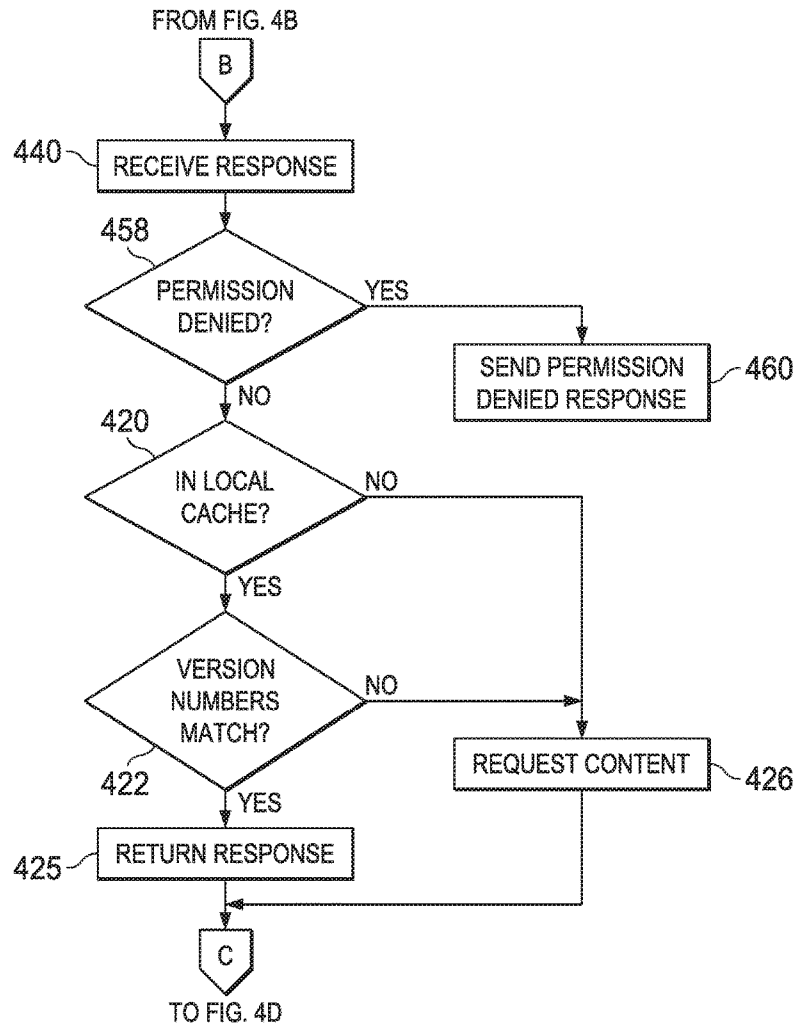 FROM FIG. 4B
B
440
RECEIVE RESPONSE
458
PERMISSION
DENIED?
YES
SEND PERMISSION
DENIED RESPONSE
460
NO
420
IN LOCAL
CACHE?
NO
YES
VERSION
NUMBERS
MATCH?
NO
422
REQUEST CONTENT
426
YES
425
RETURN RESPONSE
C
TO FIG. 4D